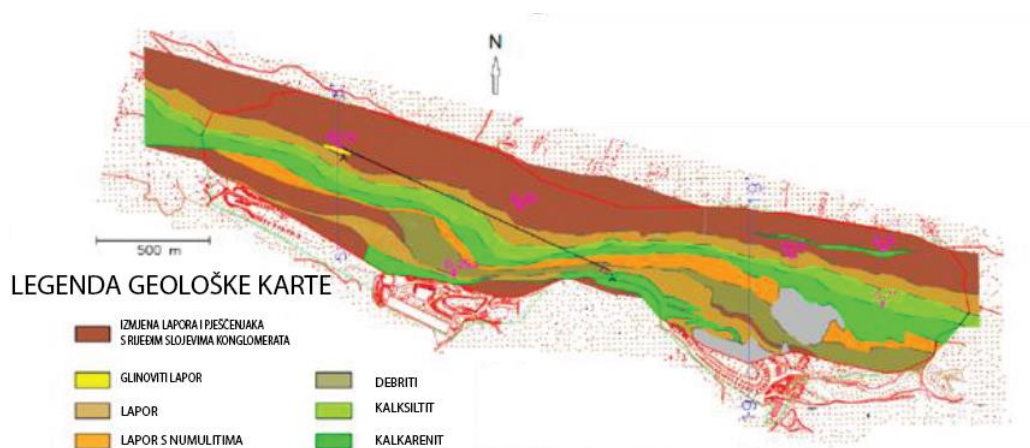 N
500 m
LEGENDA GEOLOŠKE KARTE
IZMJENA LAPORA I PJEŠČENJAKA
S RIJEĐIM SLOJEVIMA KONGLOMERATA
GLINOVITI LAPOR
LAPOR
LAPOR S NUMULITIMA
DEBRITI
KALKSILTIT
KALKARENIT